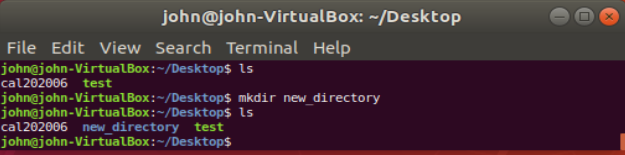 john@john-VirtualBox: ~/Desktop
File Edit View Search Terminal Help
john@john-VirtualBox:~/Desktop$ ls
cal202006 test
john@john-VirtualBox:~/Desktop$ mkdir new_directory
john@john-VirtualBox:~/Desktop$ ls
cal202006 new_directory test
john@john-VirtualBox:~/Desktop$